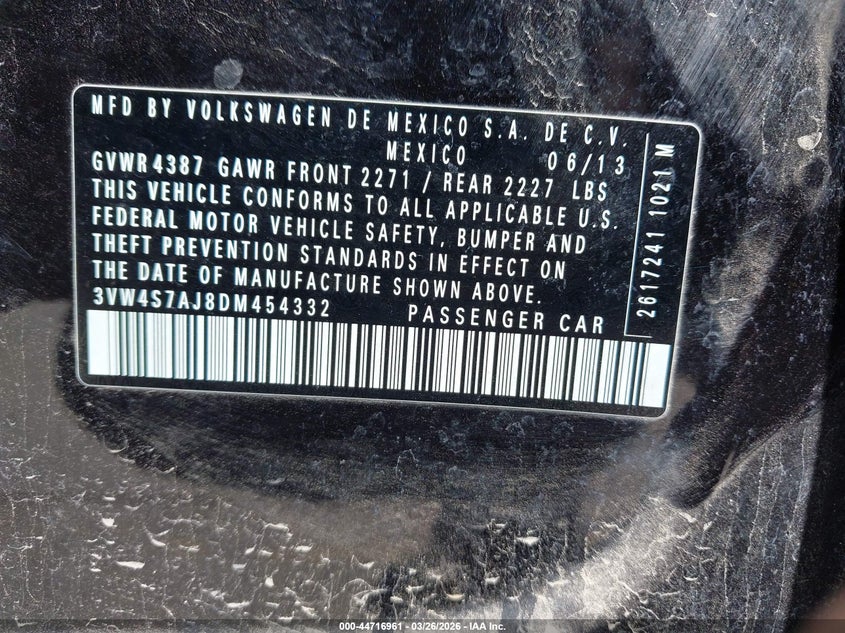 MFD BY VOLKSWAGEN DE MEXICO S.A. DE C.V.
MEXICO 06/13
GVWR 4387 GAWR FRONT 2271 / REAR 2227 LBS
THIS VEHICLE CONFORMS TO ALL APPLICABLE U.S.
FEDERAL MOTOR VEHICLE SAFETY, BUMPER AND
THEFT PREVENTION STANDARDS IN EFFECT ON
THE DATE OF MANUFACTURE SHOWN ABOVE.
3VW4S7AJ8DM454332 PASSENGER CAR
2617241 1021 M
000-44716961 | 03/26/2026 - IAA Inc.